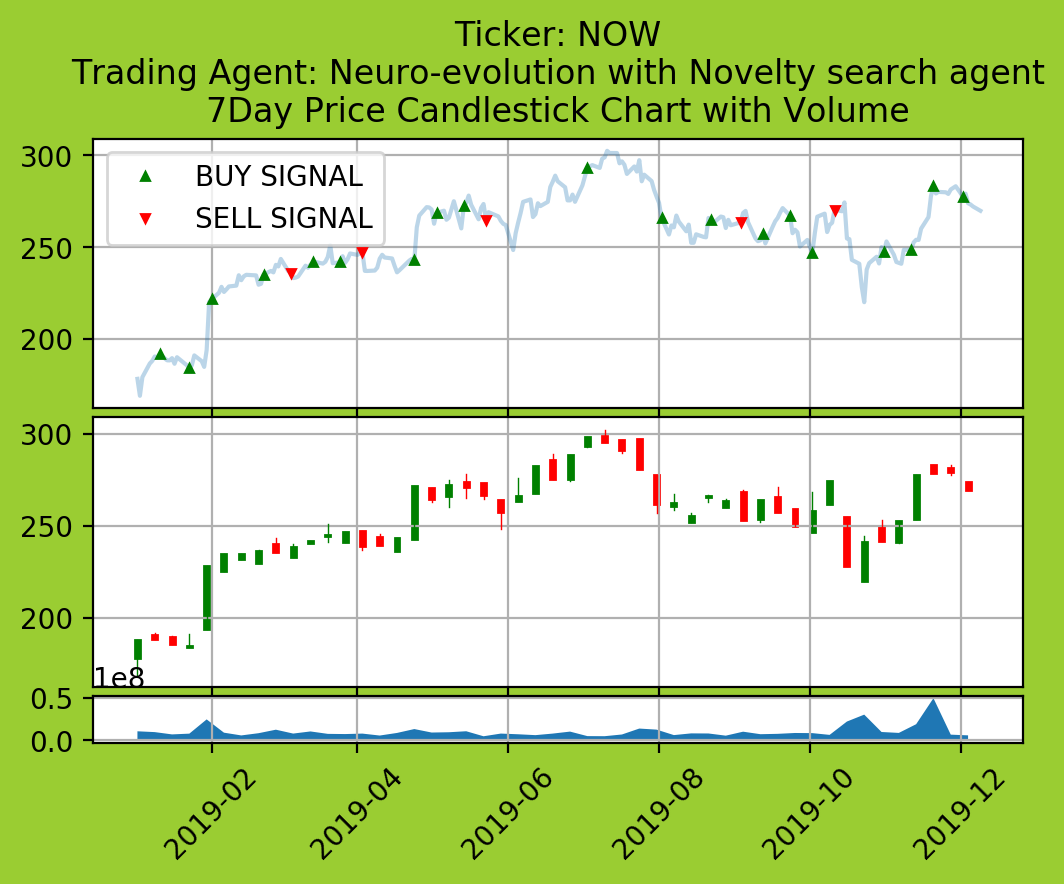 Ticker: NOW
Trading Agent: Neuro-evolution with Novelty search agent
7Day Price Candlestick Chart with Volume
300
250
200
BUY SIGNAL
SELL SIGNAL
300
250
200
1e8
0.5
0.0
2019-02
2019-04
2019-06
2019-08
2019-10
2019-12